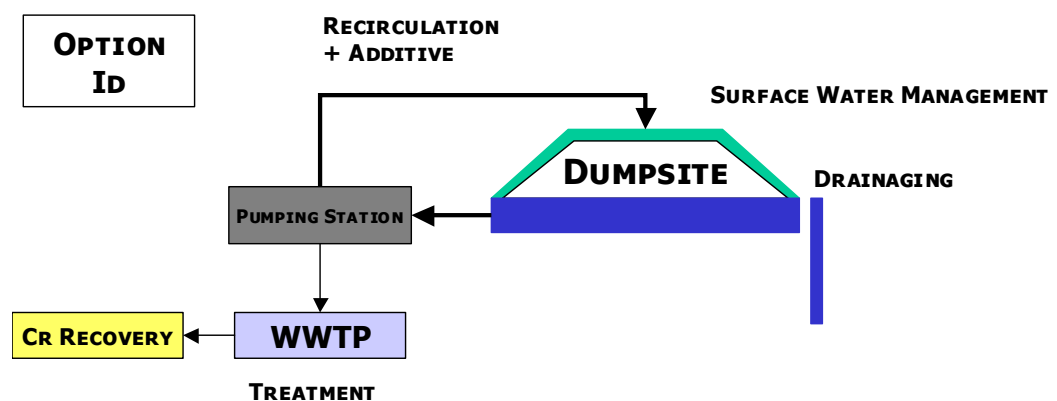 OPTION
ID
RECIRCULATION
+ ADDITIVE
SURFACE WATER MANAGEMENT
DUMPSITE
DRAINAGING
PUMPING STATION
CR RECOVERY
WWTP
TREATMENT